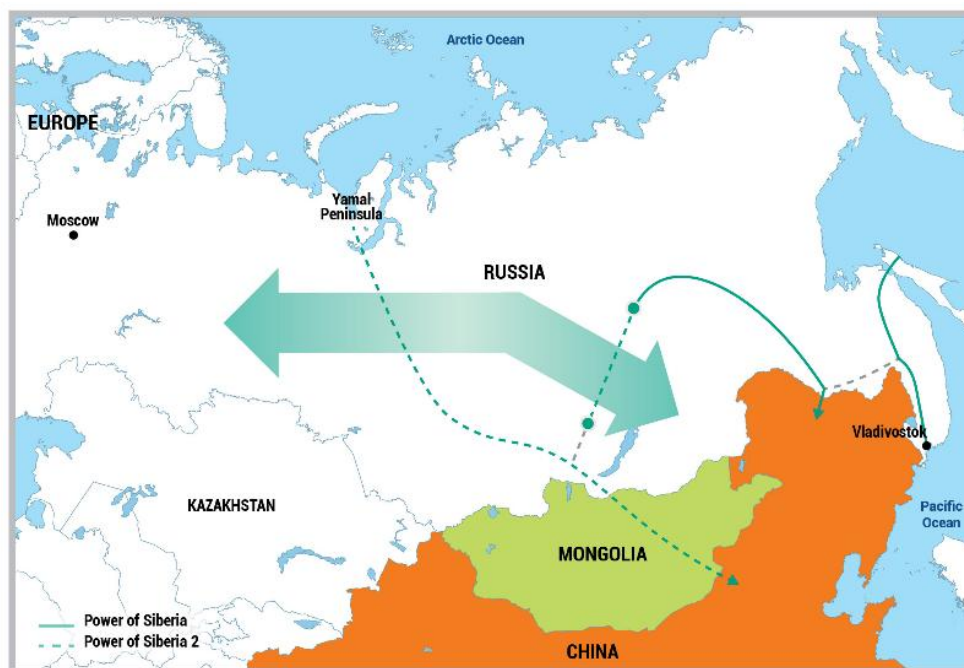 Arctic Ocean
EUROPE
Yamal
Peninsula
Moscow
RUSSIA
Vladivostok
KAZAKHSTAN
Pacific
Ocean
MONGOLIA
Power of Siberia
Power of Siberia 2
CHINA